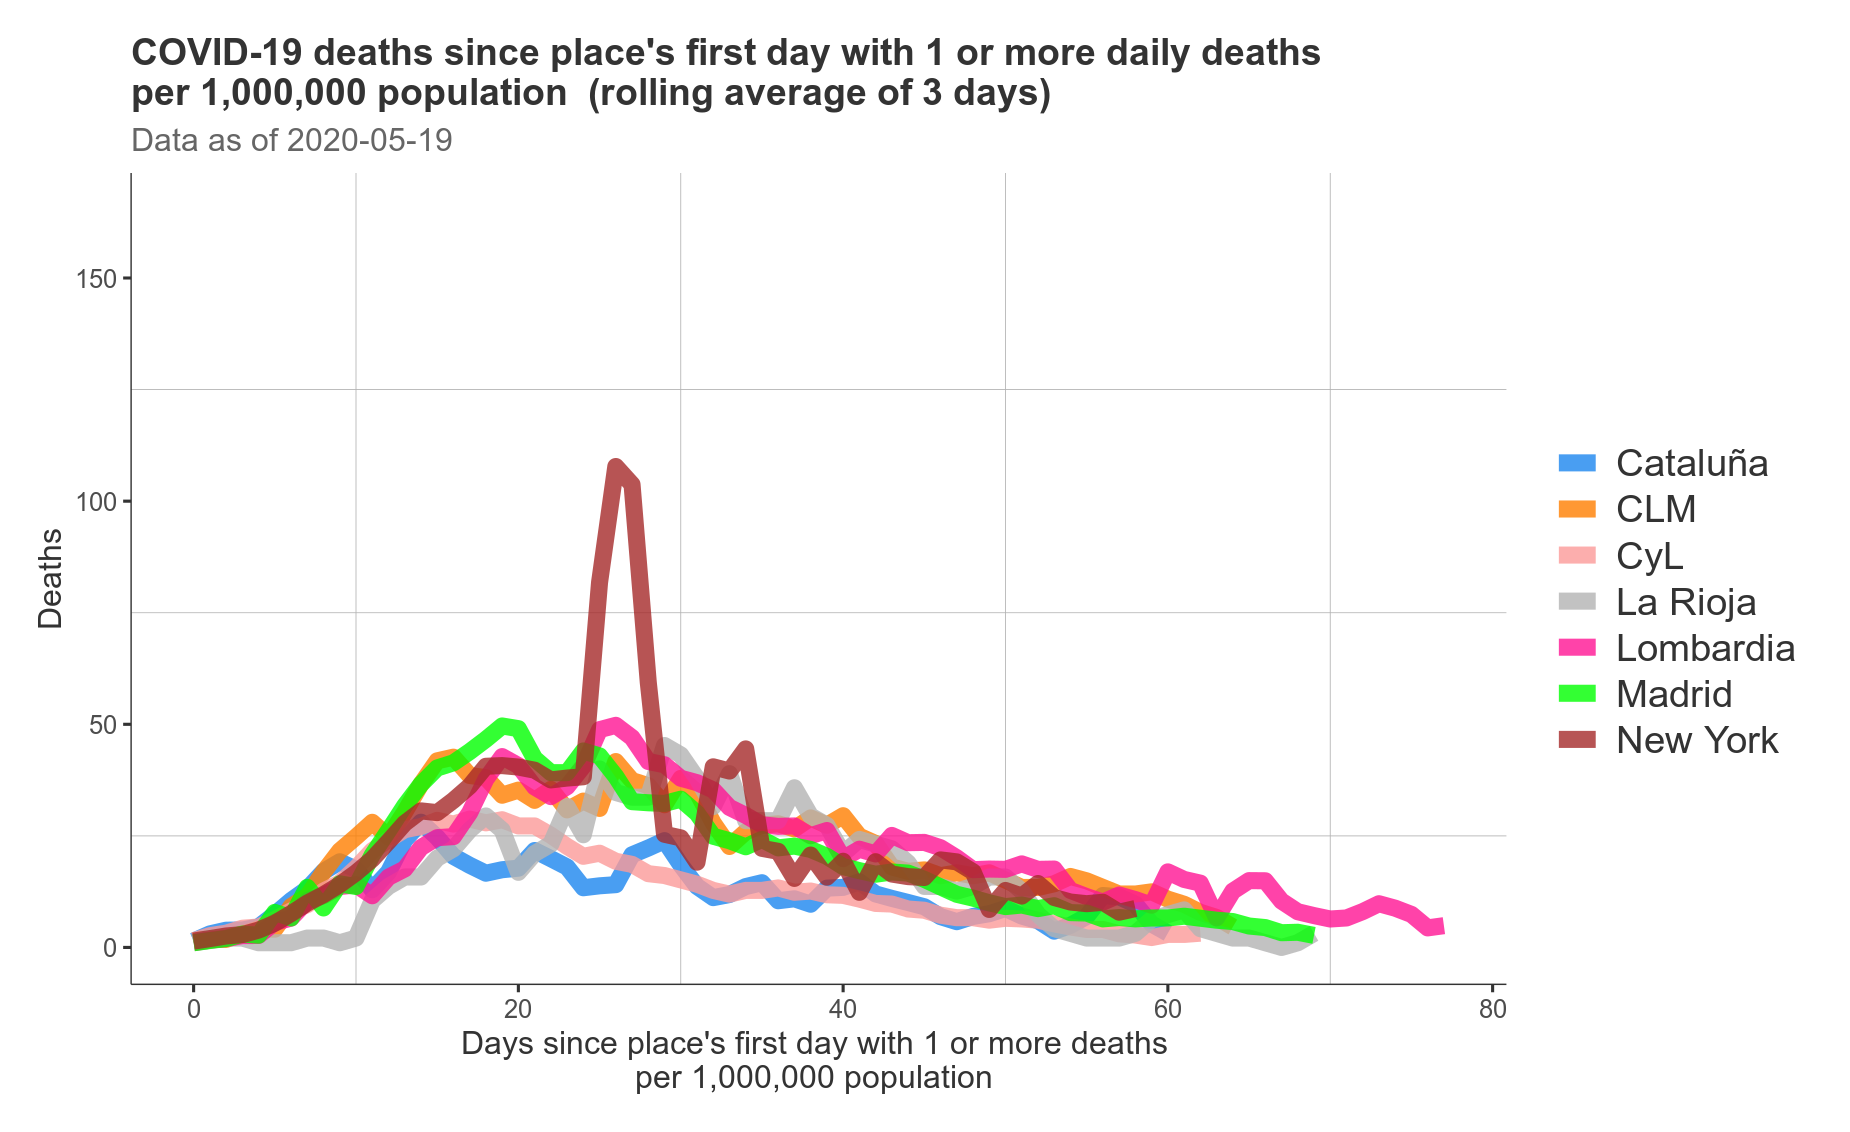 COVID-19 deaths since place's first day with 1 or more daily deaths
per 1,000,000 population  (rolling average of 3 days)
Data as of 2020-05-19
150
100
50
0
Deaths
0 20 40 60 80
Days since place's first day with 1 or more deaths
per 1,000,000 population
Cataluña
CLM
CyL
La Rioja
Lombardia
Madrid
New York